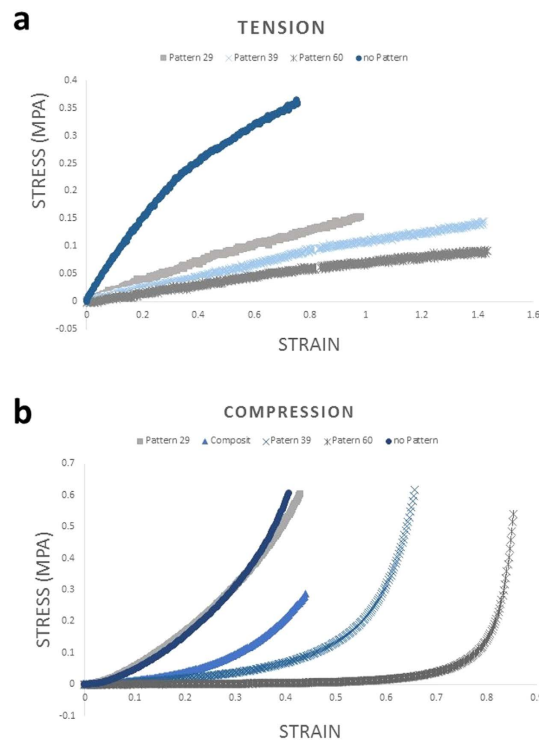 a
TENSION
Pattern 29 Pattern 39 Pattern 60 no Pattern
STRESS (MPA)
0.4
0.35
0.3
0.25
0.2
0.15
0.1
0.05
0
-0.05
0 0.2 0.4 0.6 0.8 1 1.2 1.4 1.6
STRAIN
b
COMPRESSION
Pattern 29 Composit Patern 39 Patern 60 no Pattern
STRESS (MPA)
0.7
0.6
0.5
0.4
0.3
0.2
0.1
0
-0.1
0 0.1 0.2 0.3 0.4 0.5 0.6 0.7 0.8 0.9
STRAIN